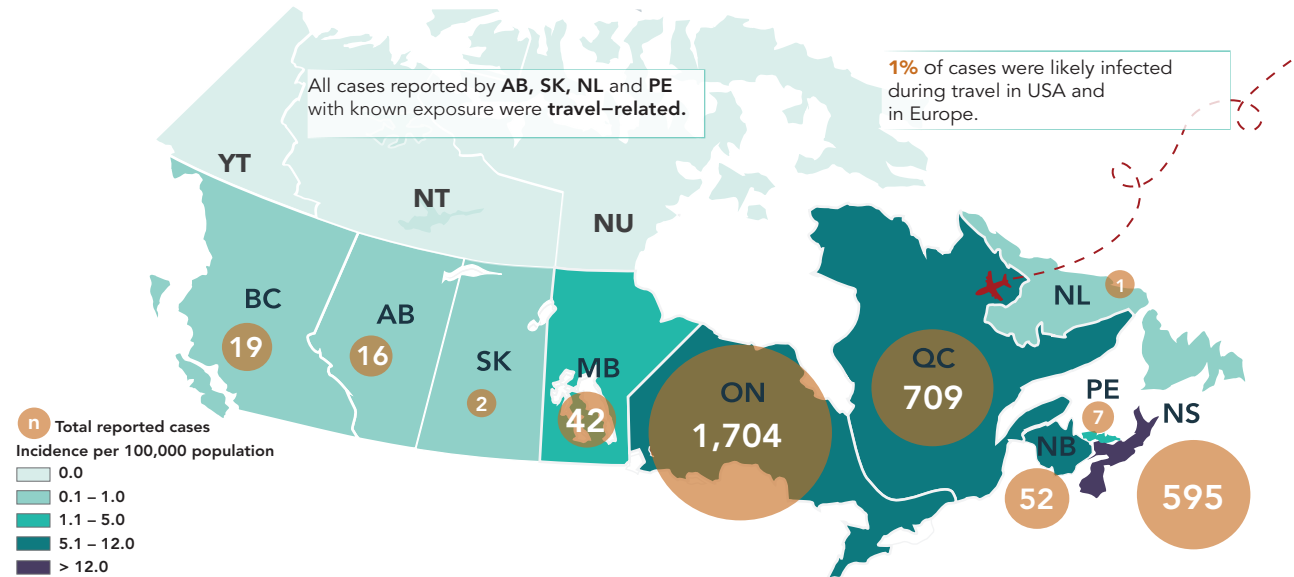 All cases reported by AB, SK, NL and PE
with known exposure were travel–related.
1% of cases were likely infected
during travel in USA and
in Europe.
YT
NT
NU
BC
19
AB
16
SK
2
MB
42
ON
1,704
QC
709
NL
1
PE
7
NS
595
NB
52
n Total reported cases
Incidence per 100,000 population
0.0
0.1 – 1.0
1.1 – 5.0
5.1 – 12.0
> 12.0